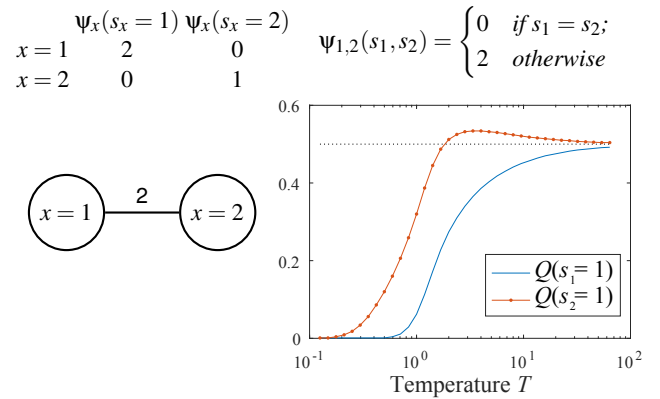 ψx(sx = 1) ψx(sx = 2)
x = 1 2 0
x = 2 0 1
ψ1,2(s1, s2) = { 0 if s1 = s2;
2 otherwise
x = 1 2 x = 2
0.6
0.4
0.2
0
10^-1 10^0 10^1 10^2
Temperature T
Q(s1= 1)
Q(s2= 1)